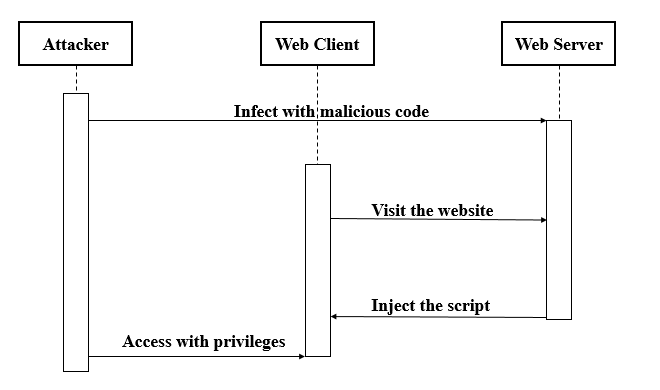 Attacker
Web Client
Web Server
Infect with malicious code
Visit the website
Inject the script
Access with privileges